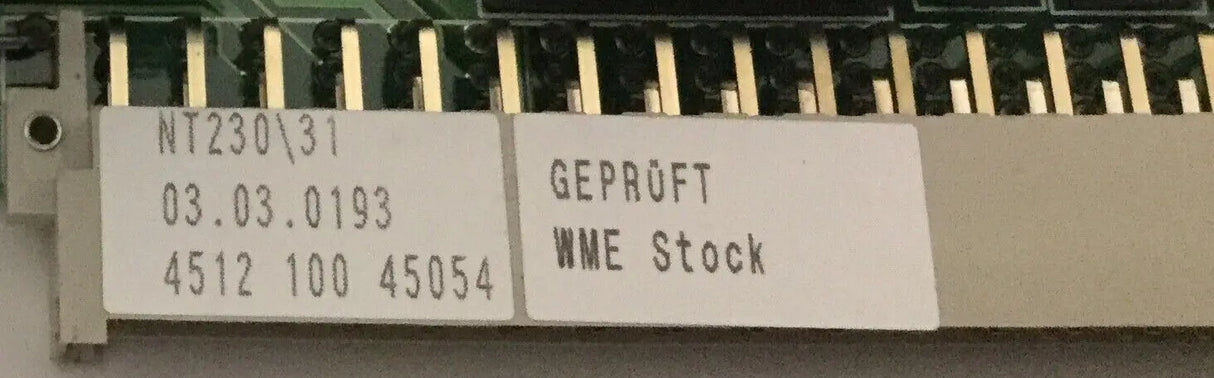 NT230\31
03.03.0193
4512 100 45054
GEPRÜFT
WME Stock